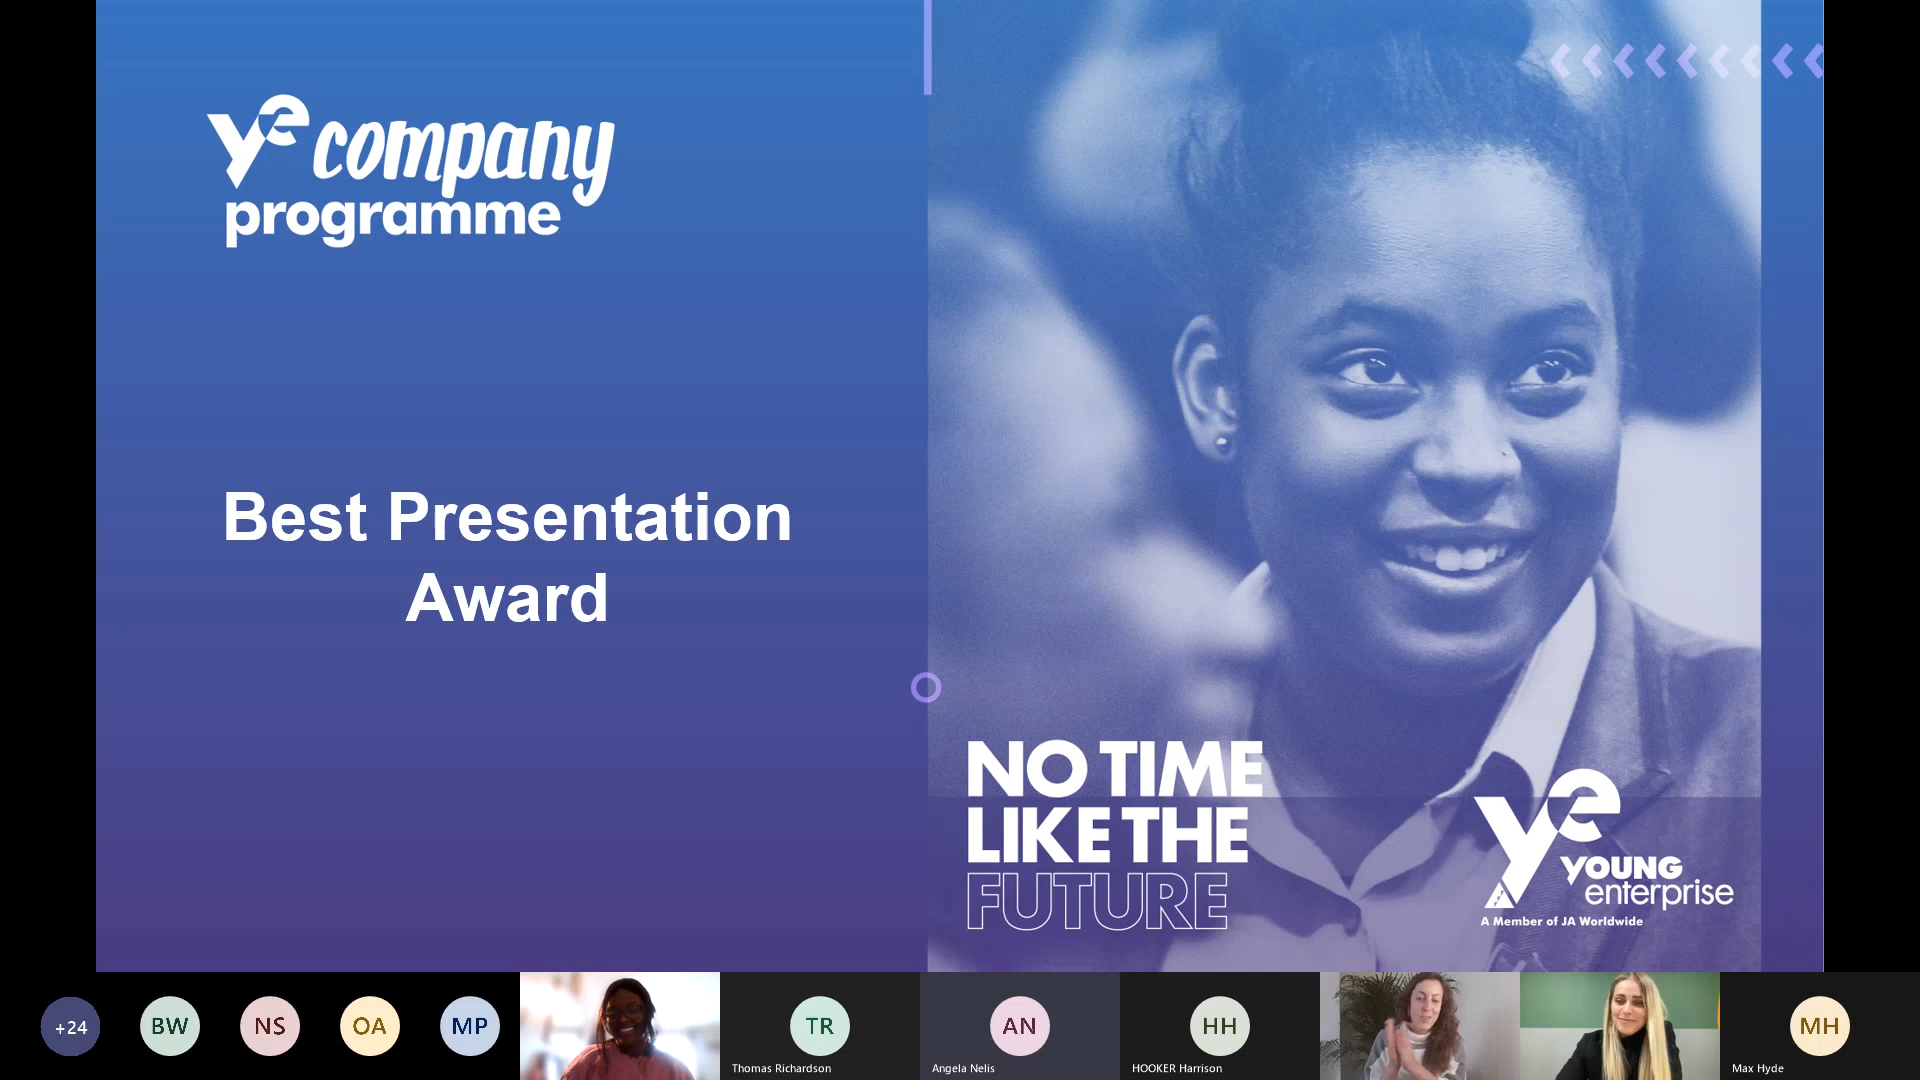 ye company
programme
Best Presentation
Award
NO TIME
LIKE THE
FUTURE
ye
YOUNG
enterprise
A Member of JA Worldwide
+24
BW
NS
OA
MP
TR
Thomas Richardson
AN
Angela Nelis
HH
HOOKER Harrison
MH
Max Hyde